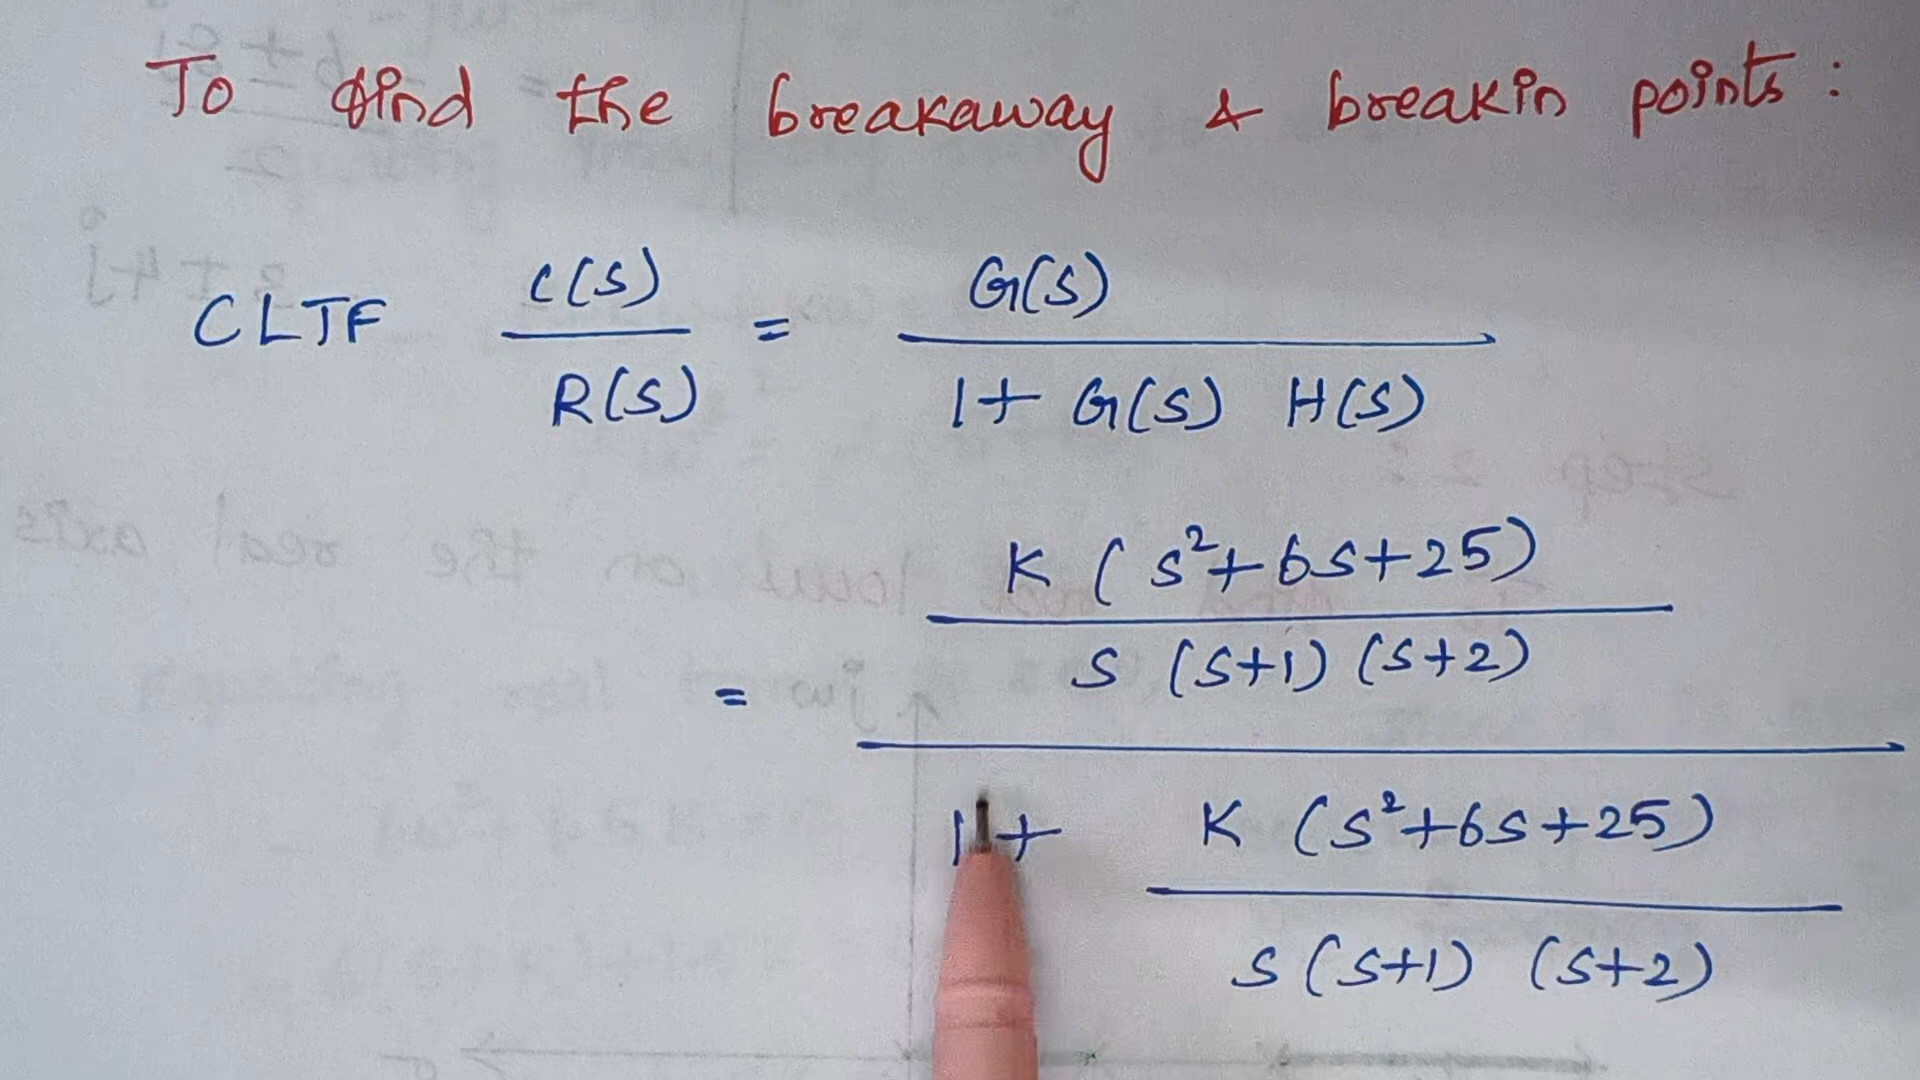 To find the breakaway & breakin points :
CLTF C(s) / R(s) = G(s) / 1 + G(s) H(s)
= K (s²+6s+25) / s (s+1) (s+2)
1 + K (s²+6s+25) / s (s+1) (s+2)